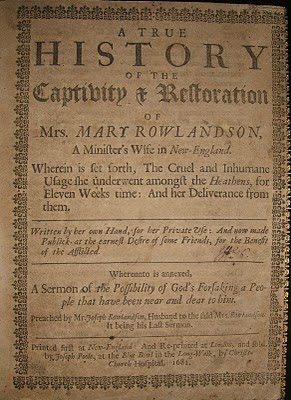 A TRUE
HISTORY
OF THE
Captivity & Restoration
OF
Mrs. MARY ROWLANDSON,
A Minister's Wife in New-England.
Wherein is set forth, The Cruel and Inhumane
Usage she underwent amongst the Heathens, for
Eleven Weeks time: And her Deliverance from
them.
Written by her own Hand, for her Private Use: And now made
Publick at the earnest Desire of some Friends, for the Benefit
of the Afflicted.
Whereunto is annexed,
A Sermon of the Possibility of God's Forsaking a Peo-
ple that have been near and dear to him.
Preached by Mr. Joseph Rowlandson, Husband to the said Mrs. Rowlandson:
It being his Last Sermon.
Printed first at New-England: And Re-printed at London, and sold
by Joseph Poole, at the Blue Bowl in the Long-Walk, by Christs-
Church Hospital. 1682.